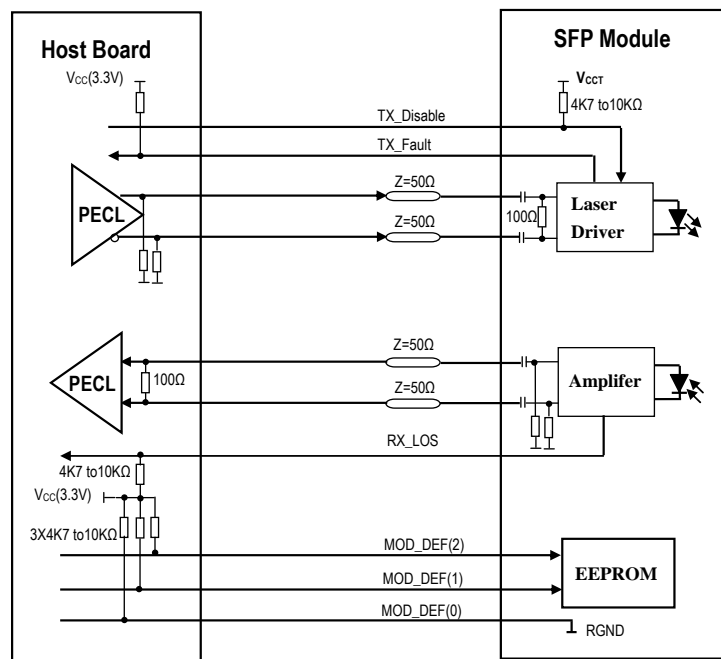 Host Board
SFP Module
Vcc(3.3V)
VCCT
4K7 to10KΩ
TX_Disable
TX_Fault
PECL
Z=50Ω
Z=50Ω
100Ω
Laser
Driver
PECL
100Ω
Z=50Ω
Z=50Ω
Amplifer
RX_LOS
4K7 to10KΩ
Vcc(3.3V)
3X4K7 to10KΩ
MOD_DEF(2)
MOD_DEF(1)
MOD_DEF(0)
EEPROM
RGND